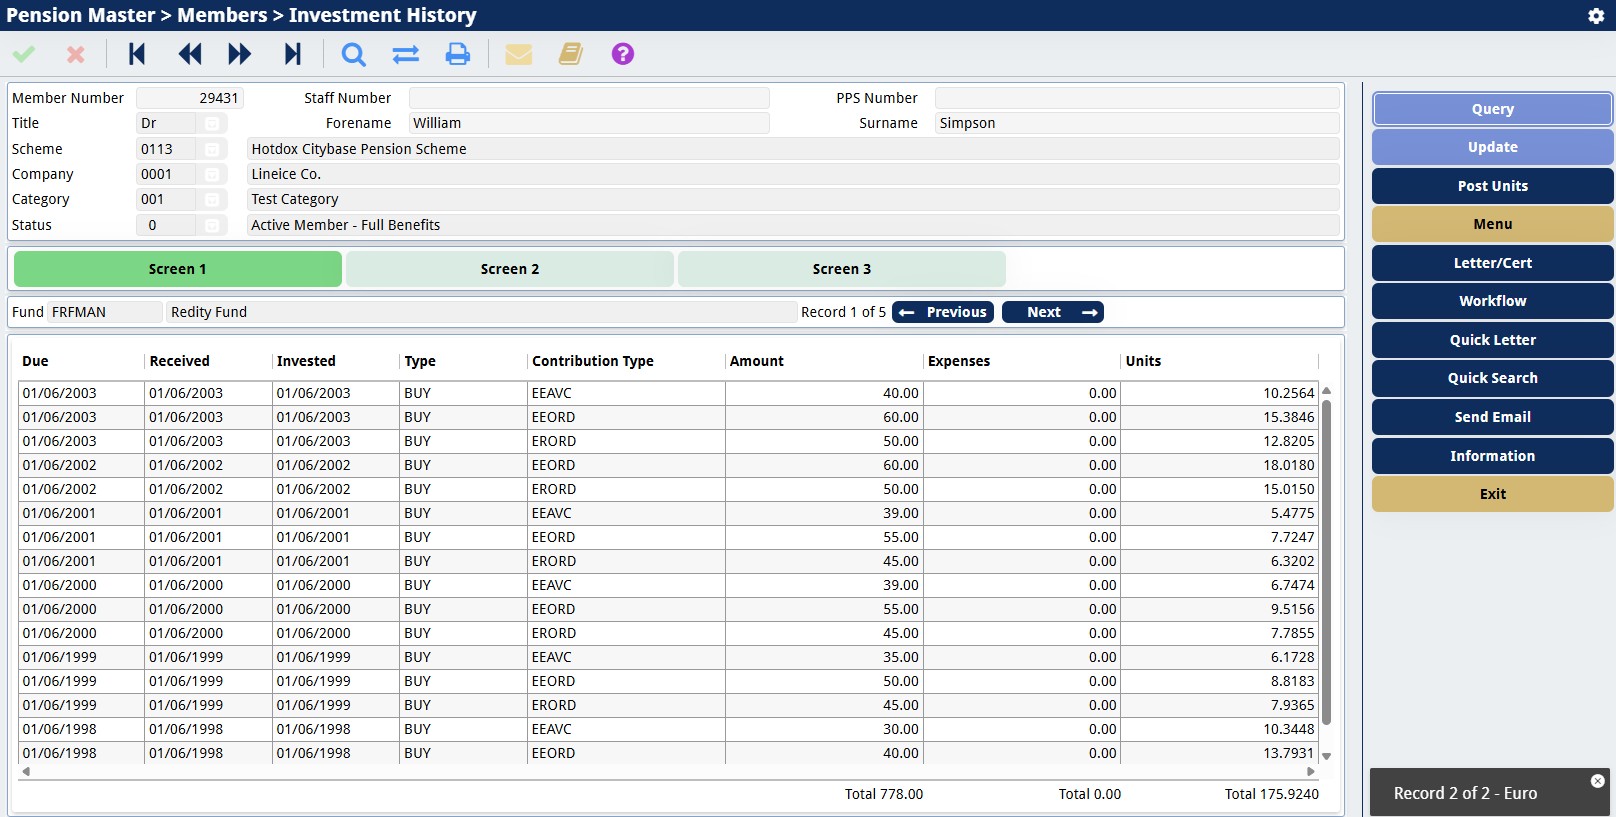 Pension Master > Members > Investment History
Member Number 29431 Staff Number PPS Number
Title Dr Forename William Surname Simpson
Scheme 0113 Hotdox Citybase Pension Scheme
Company 0001 Lineice Co.
Category 001 Test Category
Status 0 Active Member - Full Benefits
Screen 1 Screen 2 Screen 3
Fund FRFMAN Redity Fund Record 1 of 5 Previous Next
Due Received Invested Type Contribution Type Amount Expenses Units
01/06/2003 01/06/2003 01/06/2003 BUY EEAVC 40.00 0.00 10.2564
01/06/2003 01/06/2003 01/06/2003 BUY EEORD 60.00 0.00 15.3846
01/06/2003 01/06/2003 01/06/2003 BUY ERORD 50.00 0.00 12.8205
01/06/2002 01/06/2002 01/06/2002 BUY EEORD 60.00 0.00 18.0180
01/06/2002 01/06/2002 01/06/2002 BUY ERORD 50.00 0.00 15.0150
01/06/2001 01/06/2001 01/06/2001 BUY EEAVC 39.00 0.00 5.4775
01/06/2001 01/06/2001 01/06/2001 BUY EEORD 55.00 0.00 7.7247
01/06/2001 01/06/2001 01/06/2001 BUY ERORD 45.00 0.00 6.3202
01/06/2000 01/06/2000 01/06/2000 BUY EEAVC 39.00 0.00 6.7474
01/06/2000 01/06/2000 01/06/2000 BUY EEORD 55.00 0.00 9.5156
01/06/2000 01/06/2000 01/06/2000 BUY ERORD 45.00 0.00 7.7855
01/06/1999 01/06/1999 01/06/1999 BUY EEAVC 35.00 0.00 6.1728
01/06/1999 01/06/1999 01/06/1999 BUY EEORD 50.00 0.00 8.8183
01/06/1999 01/06/1999 01/06/1999 BUY ERORD 45.00 0.00 7.9365
01/06/1998 01/06/1998 01/06/1998 BUY EEAVC 30.00 0.00 10.3448
01/06/1998 01/06/1998 01/06/1998 BUY EEORD 40.00 0.00 13.7931
Total 778.00 Total 0.00 Total 175.9240
Query
Update
Post Units
Menu
Letter/Cert
Workflow
Quick Letter
Quick Search
Send Email
Information
Exit
Record 2 of 2 - Euro